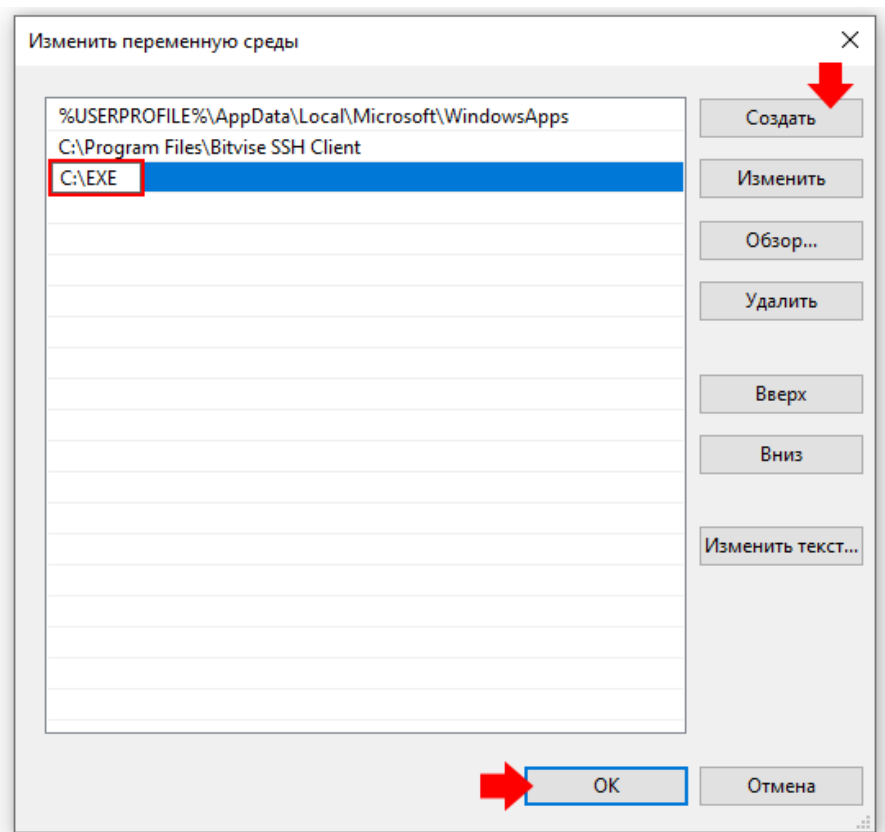 Изменить переменную среды
%USERPROFILE%\AppData\Local\Microsoft\WindowsApps
C:\Program Files\Bitvise SSH Client
C:\EXE
Создать
Изменить
Обзор...
Удалить
Вверх
Вниз
Изменить текст...
ОК
Отмена